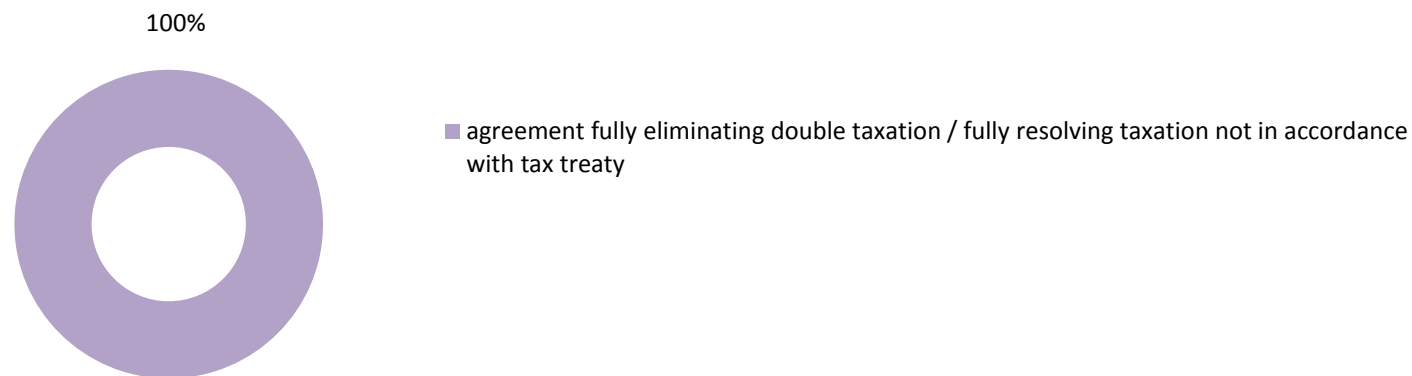 100%
agreement fully eliminating double taxation / fully resolving taxation not in accordance
with tax treaty